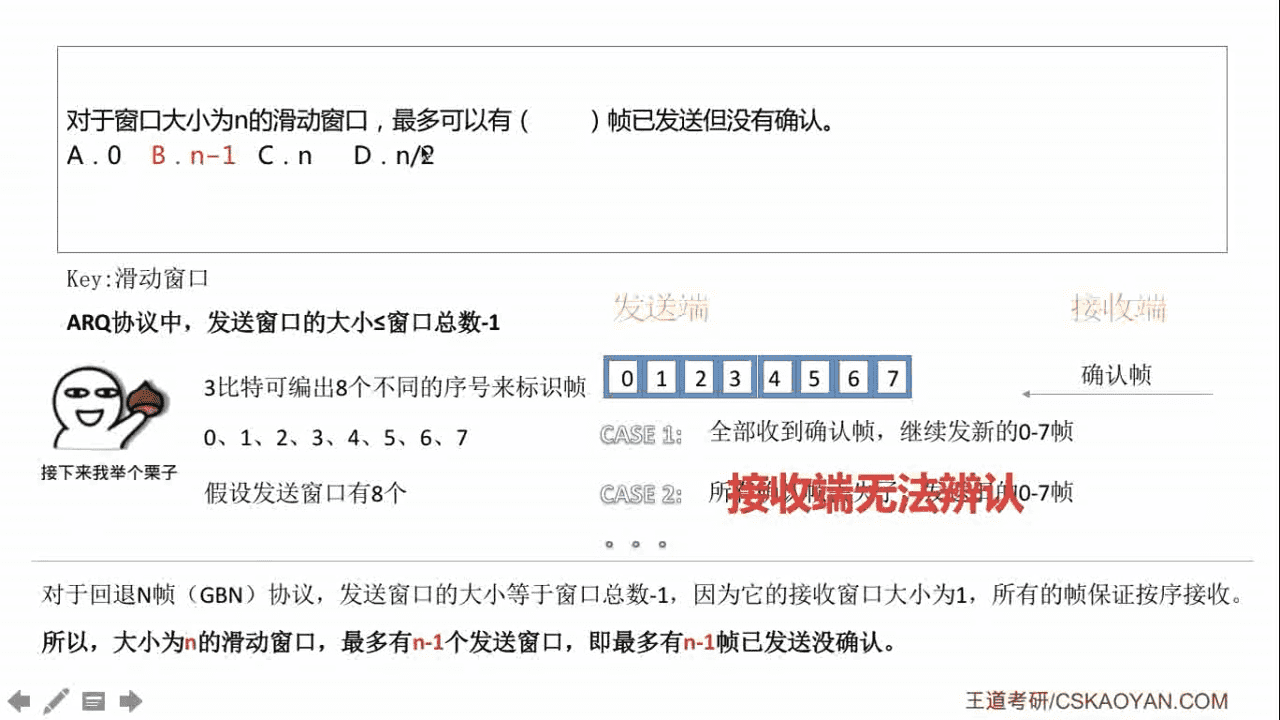 对于窗口大小为n的滑动窗口，最多可以有（　　）帧已发送但没有确认。
A．0　B．n-1　C．n　D．n/2
Key:滑动窗口
ARQ协议中，发送窗口的大小≤窗口总数-1
发送端
接收端
0 1 2 3 4 5 6 7
确认帧
3比特可编出8个不同的序号来标识帧
0、1、2、3、4、5、6、7
假设发送窗口有8个
接下来我举个栗子
CASE 1: 全部收到确认帧，继续发新的0-7帧
CASE 2: 所 的0-7帧
接收端无法辨认
。。。
对于回退N帧（GBN）协议，发送窗口的大小等于窗口总数-1，因为它的接收窗口大小为1，所有的帧保证按序接收。
所以，大小为n的滑动窗口，最多有n-1个发送窗口，即最多有n-1帧已发送没确认。
王道考研/CSKAOYAN.COM